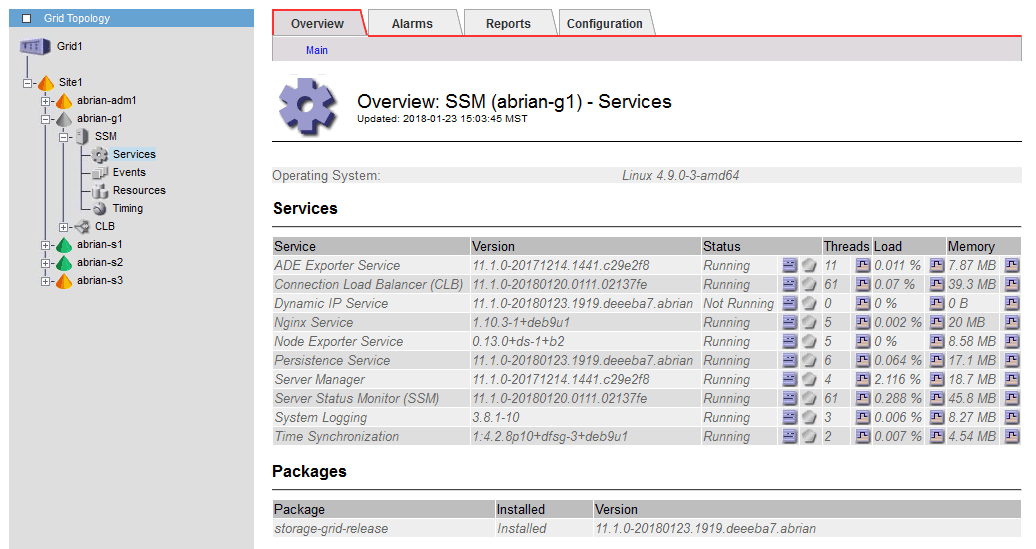 Grid Topology
Grid1
Site1
abrian-adm1
abrian-g1
SSM
Services
Events
Resources
Timing
CLB
abrian-s1
abrian-s2
abrian-s3
Overview Alarms Reports Configuration
Main
Overview: SSM (abrian-g1) - Services
Updated: 2018-01-23 15:03:45 MST
Operating System: Linux 4.9.0-3-amd64
Services
Service Version Status Threads Load Memory
ADE Exporter Service 11.1.0-20171214.1441.c29e2f8 Running 11 0.011 % 7.87 MB
Connection Load Balancer (CLB) 11.1.0-20180120.0111.02137fe Running 61 0.07 % 39.3 MB
Dynamic IP Service 11.1.0-20180123.1919.deeeba7.abrian Not Running 0 0 % 0 B
Nginx Service 1.10.3-1+deb9u1 Running 5 0.002 % 20 MB
Node Exporter Service 0.13.0+ds-1+b2 Running 5 0 % 8.58 MB
Persistence Service 11.1.0-20180123.1919.deeeba7.abrian Running 6 0.064 % 17.1 MB
Server Manager 11.1.0-20171214.1441.c29e2f8 Running 4 2.116 % 18.7 MB
Server Status Monitor (SSM) 11.1.0-20180120.0111.02137fe Running 61 0.288 % 45.8 MB
System Logging 3.8.1-10 Running 3 0.006 % 8.27 MB
Time Synchronization 1:4.2.8p10+dfsg-3+deb9u1 Running 2 0.007 % 4.54 MB
Packages
Package Installed Version
storage-grid-release Installed 11.1.0-20180123.1919.deeeba7.abrian